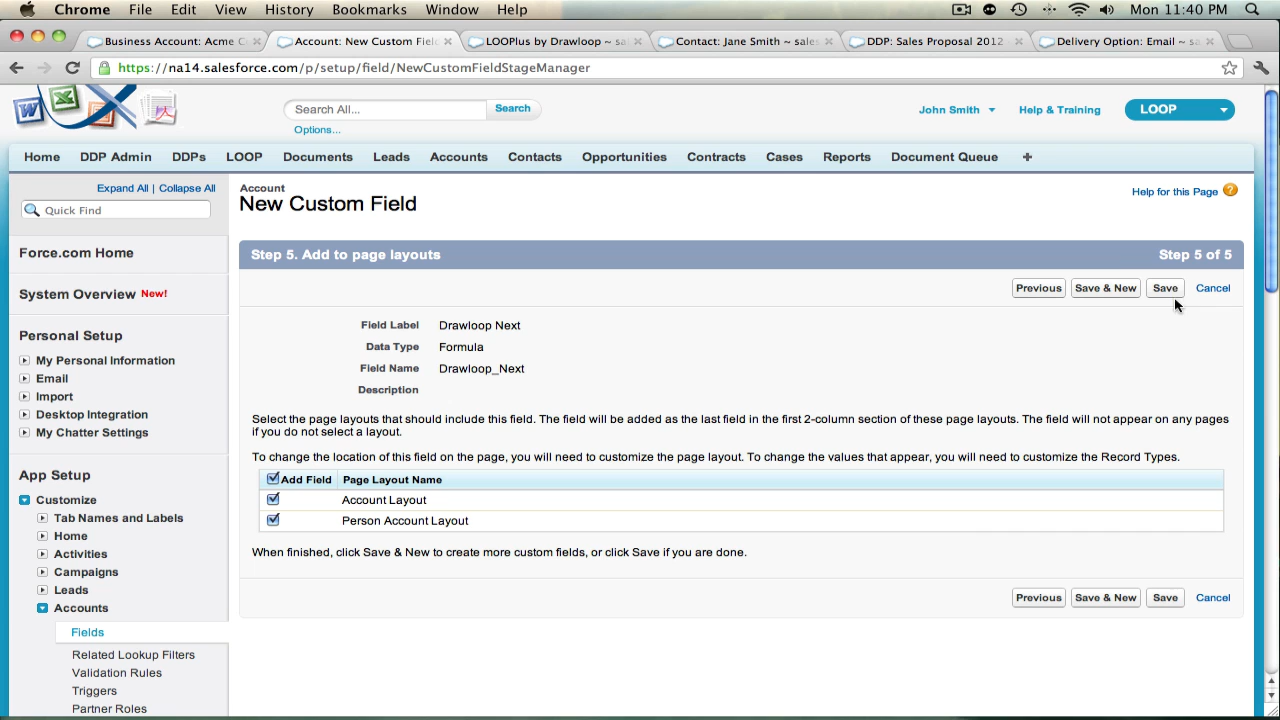 Chrome File Edit View History Bookmarks Window Help Mon 11:40 PM
Business Account: Acme C
Account: New Custom Fiel
LOOPlus by Drawloop ~ sa
Contact: Jane Smith ~ sales
DDP: Sales Proposal 2012
Delivery Option: Email ~ sa
https://na14.salesforce.com/p/setup/field/NewCustomFieldStageManager
Search All... Search
Options...
John Smith Help & Training LOOP
Home DDP Admin DDPs LOOP Documents Leads Accounts Contacts Opportunities Contracts Cases Reports Document Queue +
Expand All | Collapse All
Quick Find
Force.com Home
System Overview New!
Personal Setup
My Personal Information
Email
Import
Desktop Integration
My Chatter Settings
App Setup
Customize
Tab Names and Labels
Home
Activities
Campaigns
Leads
Accounts
Fields
Related Lookup Filters
Validation Rules
Triggers
Partner Roles
Account
New Custom Field
Help for this Page ?
Step 5. Add to page layouts Step 5 of 5
Previous Save & New Save Cancel
Field Label Drawloop Next
Data Type Formula
Field Name Drawloop_Next
Description
Select the page layouts that should include this field. The field will be added as the last field in the first 2-column section of these page layouts. The field will not appear on any pages
if you do not select a layout.
To change the location of this field on the page, you will need to customize the page layout. To change the values that appear, you will need to customize the Record Types.
Add Field Page Layout Name
Account Layout
Person Account Layout
When finished, click Save & New to create more custom fields, or click Save if you are done.
Previous Save & New Save Cancel